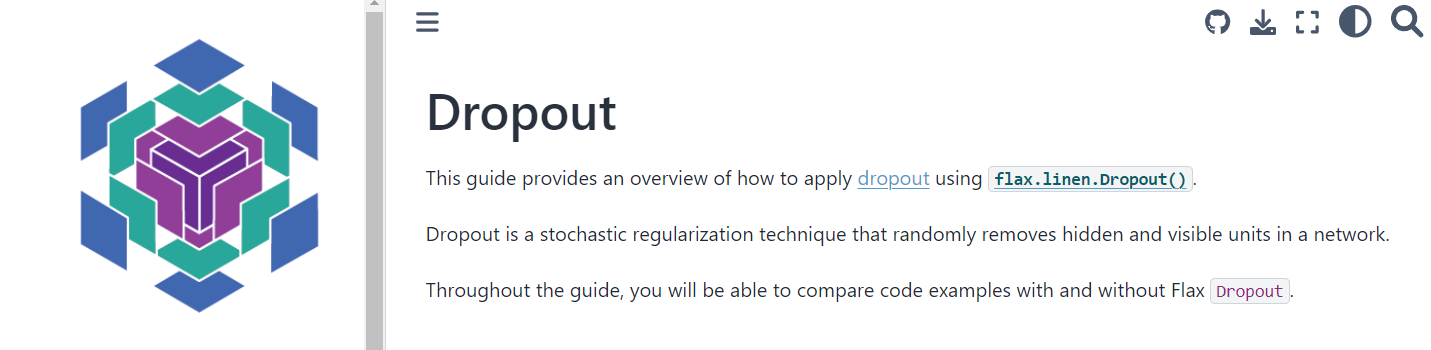 Dropout
This guide provides an overview of how to apply dropout using flax.linen.Dropout().
Dropout is a stochastic regularization technique that randomly removes hidden and visible units in a network.
Throughout the guide, you will be able to compare code examples with and without Flax Dropout.